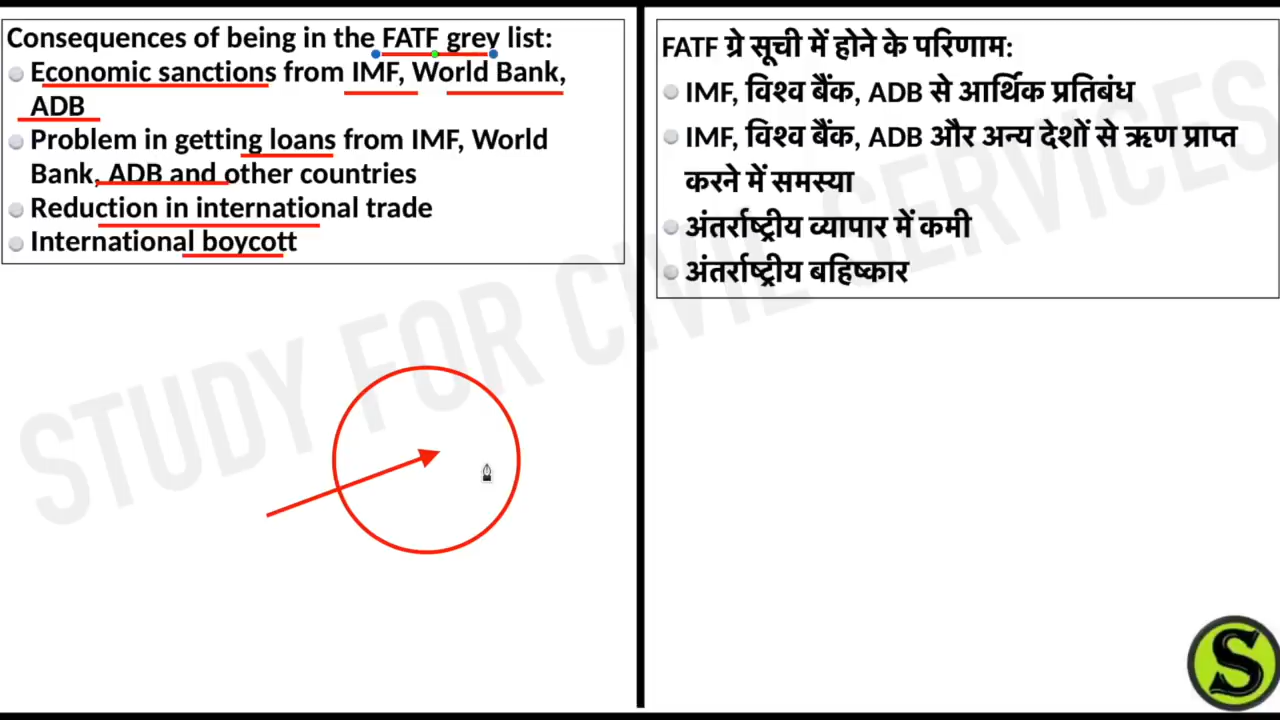 Consequences of being in the FATF grey list:
Economic sanctions from IMF, World Bank,
ADB
Problem in getting loans from IMF, World
Bank, ADB and other countries
Reduction in international trade
International boycott
FATF ग्रे सूची में होने के परिणाम:
IMF, विश्व बैंक, ADB से आर्थिक प्रतिबंध
IMF, विश्व बैंक, ADB और अन्य देशों से ऋण प्राप्त
करने में समस्या
अंतर्राष्ट्रीय व्यापार में कमी
अंतर्राष्ट्रीय बहिष्कार
STUDY FOR CIVIL SERVICES
S